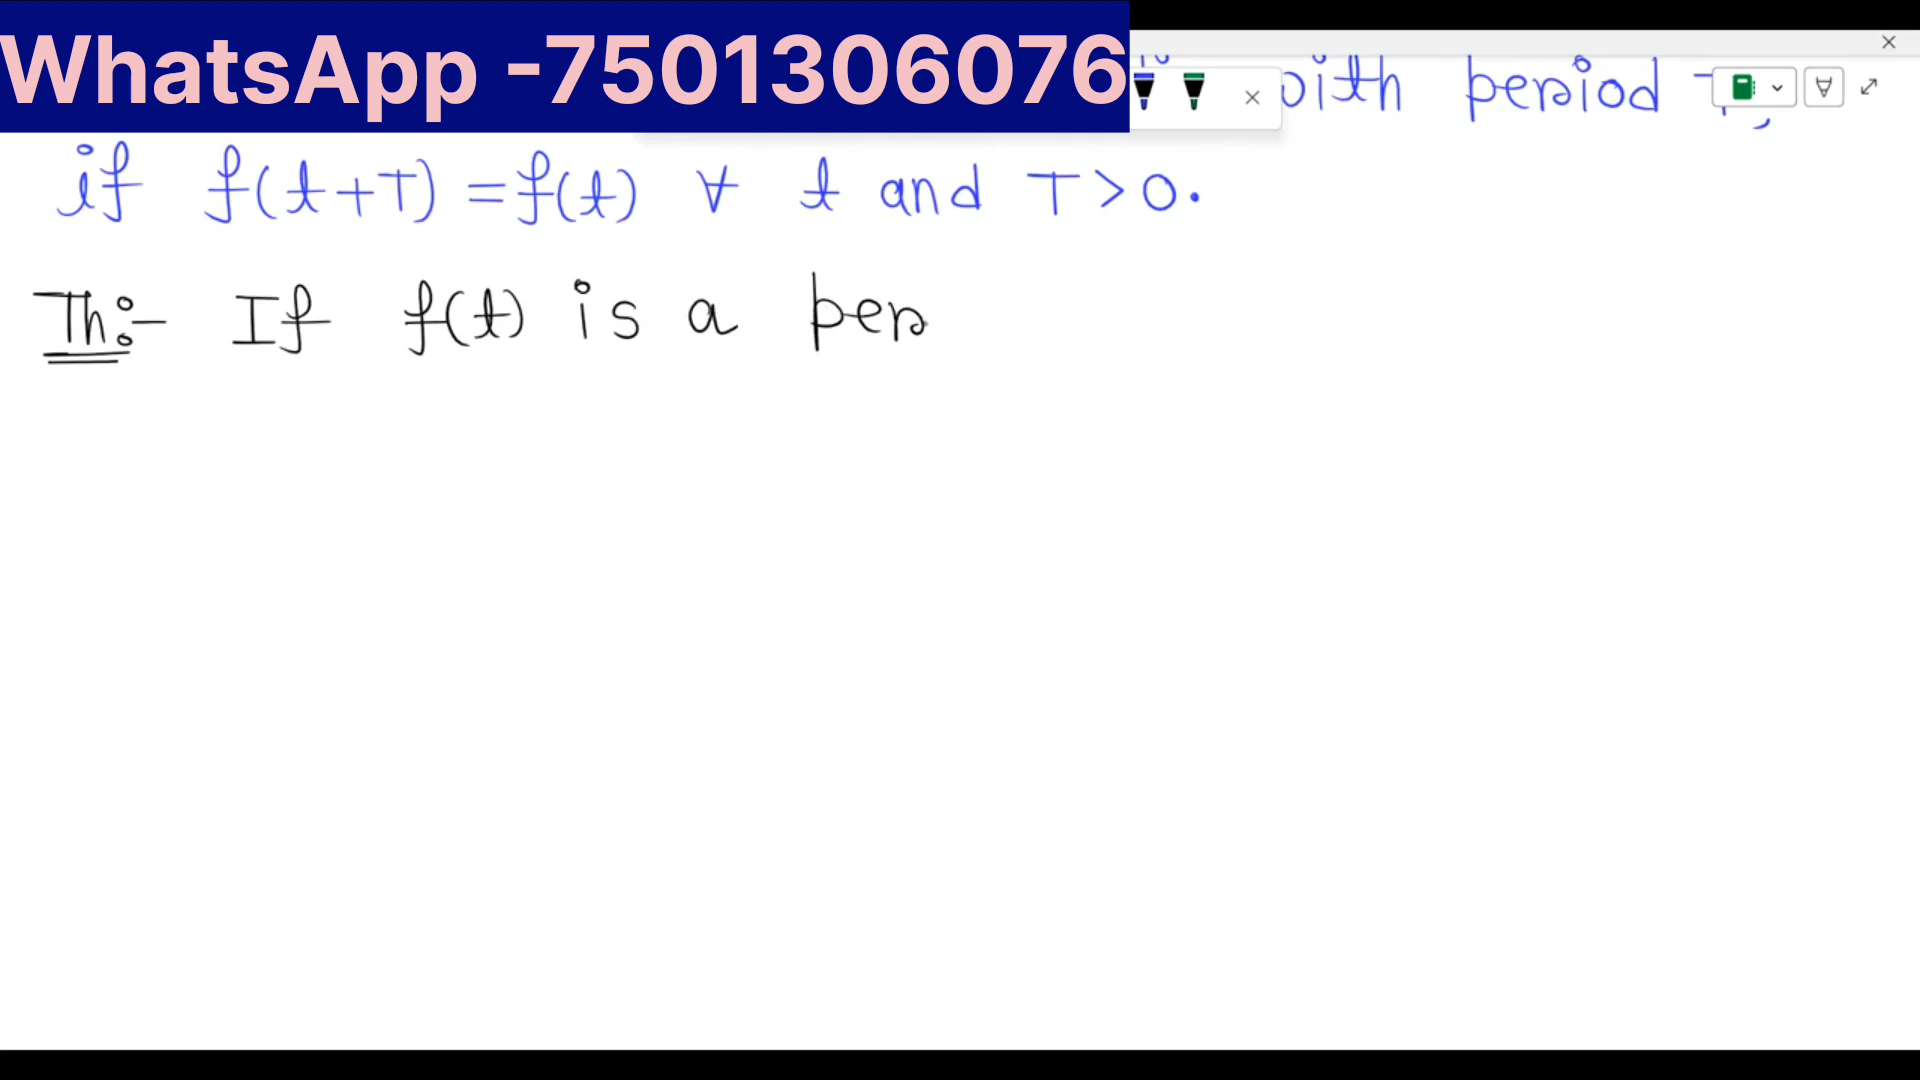 WhatsApp -7501306076
with period T,
if f(t+T) = f(t) ∀ t and T>0.
Th:- If f(t) is a per